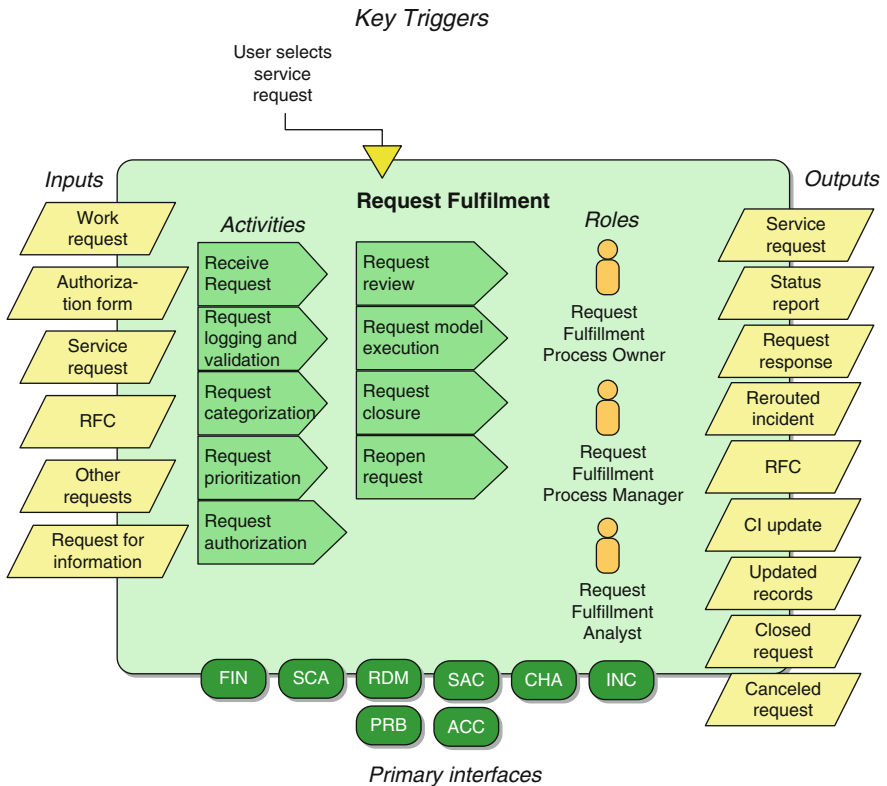 Key Triggers
User selects
service
request
Inputs
Outputs
Request Fulfilment
Activities
Roles
Work
request
Authoriza-
tion form
Service
request
RFC
Other
requests
Request for
information
Receive
Request
Request
logging and
validation
Request
categorization
Request
prioritization
Request
authorization
Request
review
Request model
execution
Request
closure
Reopen
request
Request
Fulfillment
Process Owner
Request
Fulfillment
Process Manager
Request
Fulfillment
Analyst
Service
request
Status
report
Request
response
Rerouted
incident
RFC
CI update
Updated
records
Closed
request
Canceled
request
FIN
SCA
RDM
SAC
CHA
INC
PRB
ACC
Primary interfaces